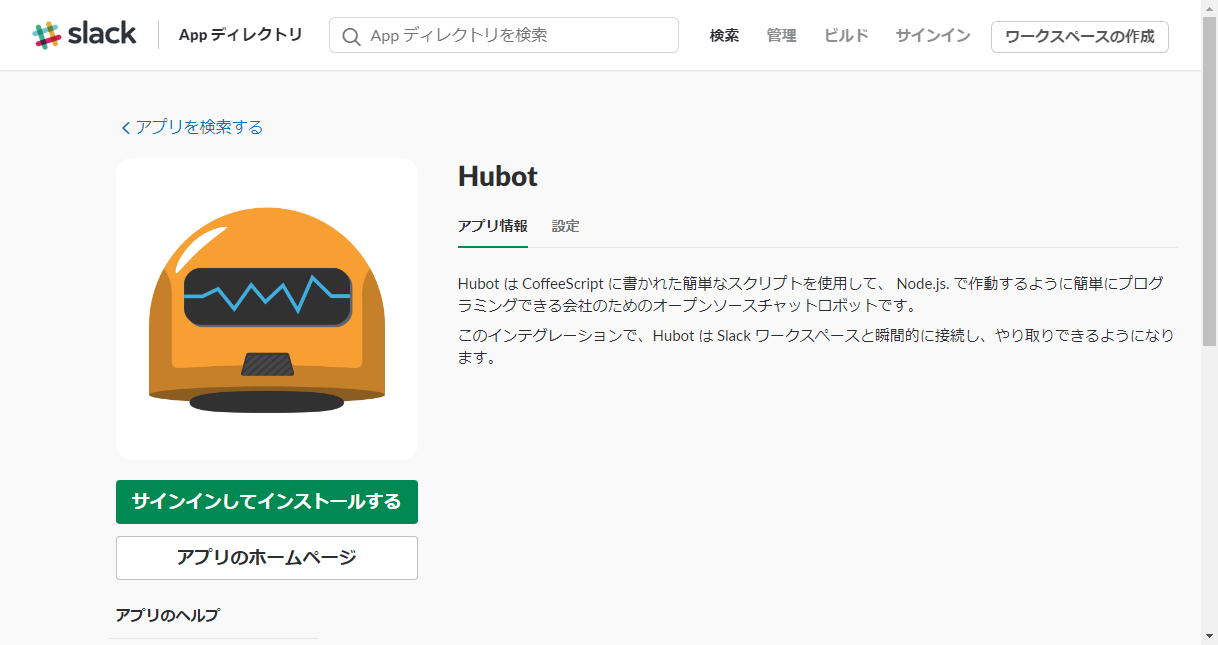 slack App ディレクトリ App ディレクトリを検索 検索 管理 ビルド サインイン ワークスペースの作成
アプリを検索する
Hubot
アプリ情報 設定
Hubot は CoffeeScript に書かれた簡単なスクリプトを使用して、 Node.js. で作動するように簡単にプログ
ラミングできる会社のためのオープンソースチャットロボットです。
このインテグレーションで、Hubot は Slack ワークスペースと瞬間的に接続し、やり取りできるようになり
ます。
サインインしてインストールする
アプリのホームページ
アプリのヘルプ